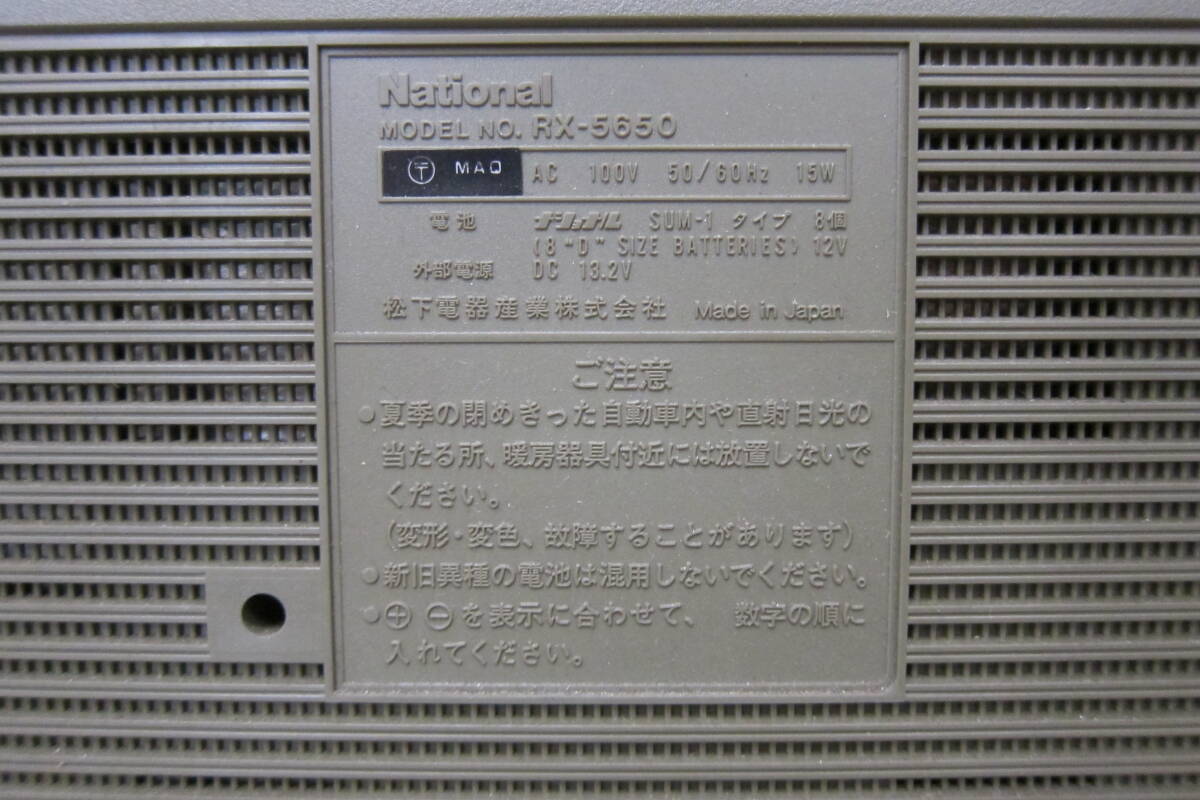 National
MODEL NO. RX-5650
〒 MAQ AC 100V 50/60Hz 15W
電池 ナショナル SUM-1 タイプ 8個
(8 "D" SIZE BATTERIES) 12V
外部電源 DC 13.2V
松下電器産業株式会社 Made in Japan
ご注意
●夏季の閉めきった自動車内や直射日光の
当たる所、暖房器具付近には放置しないで
ください。
(変形・変色、故障することがあります)
●新旧異種の電池は混用しないでください。
●⊕ ⊖を表示に合わせて、 数字の順に
入れてください。